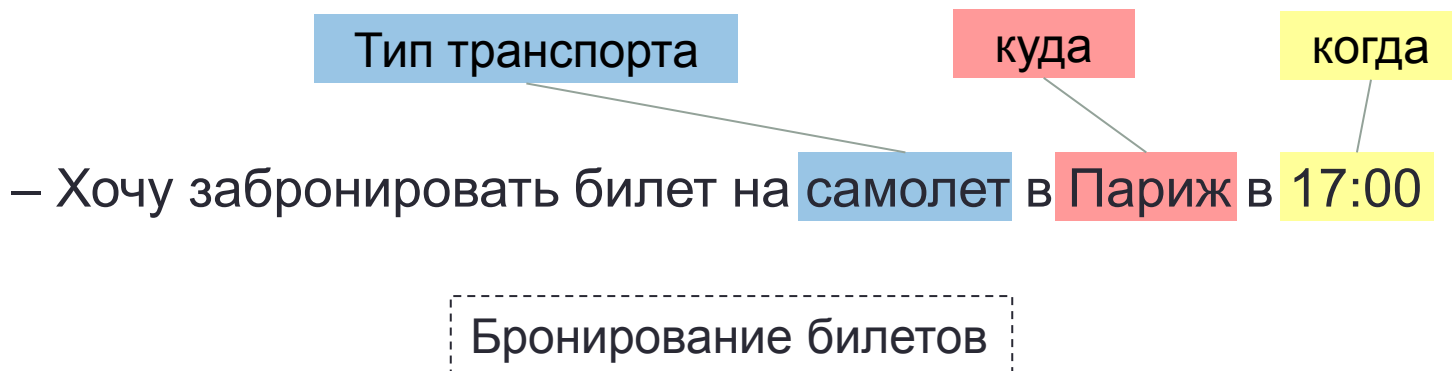 Тип транспорта
куда
когда
– Хочу забронировать билет на самолет в Париж в 17:00
Бронирование билетов